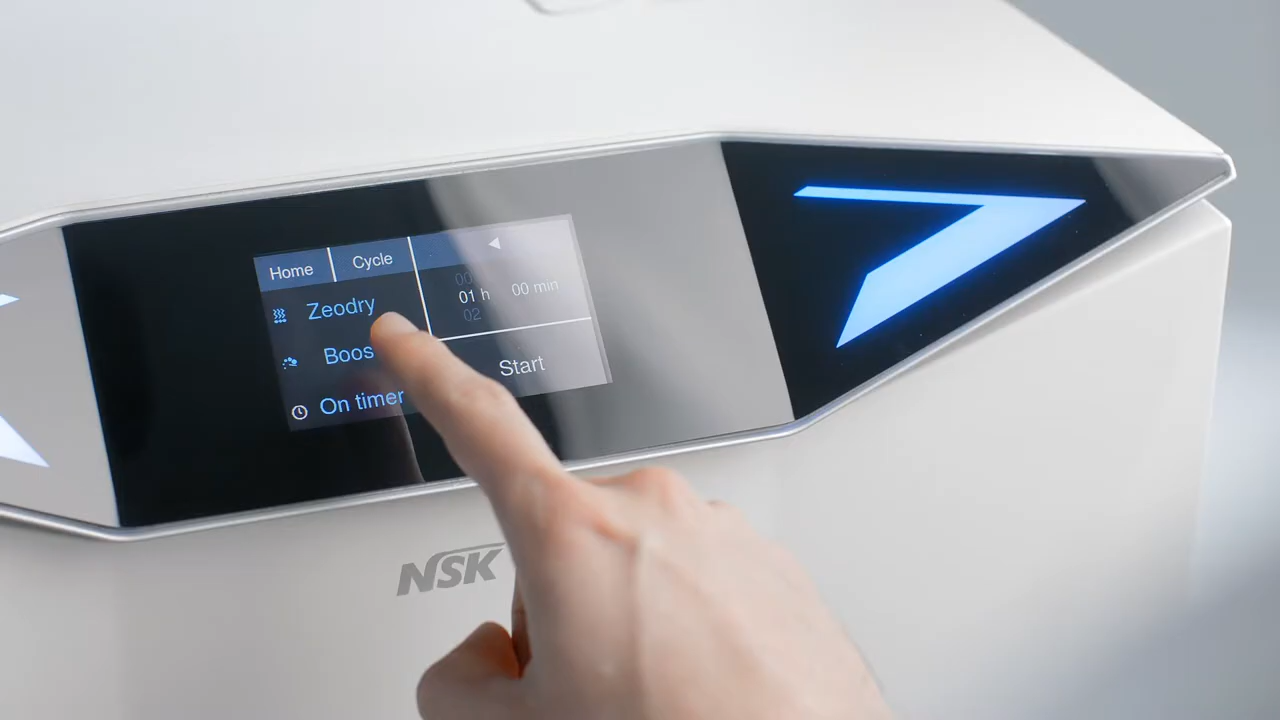 Home Cycle
Zeodry
Boos
On timer
00
01 h 00 min
02
Start
NSK